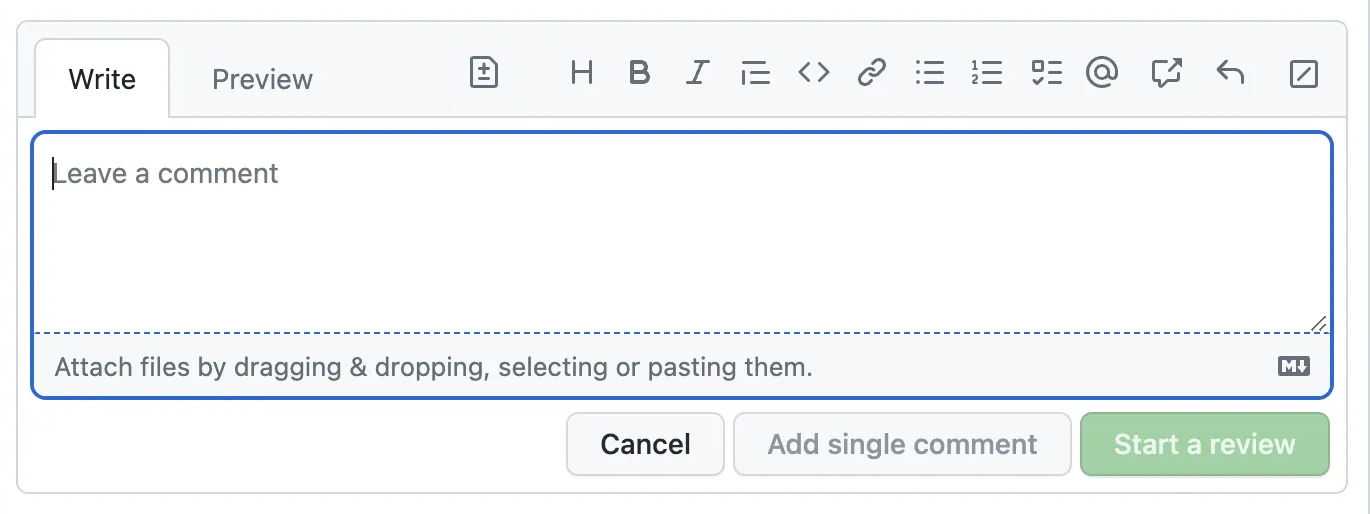 Write Preview H B I
Leave a comment
Attach files by dragging & dropping, selecting or pasting them.
M
Cancel Add single comment Start a review